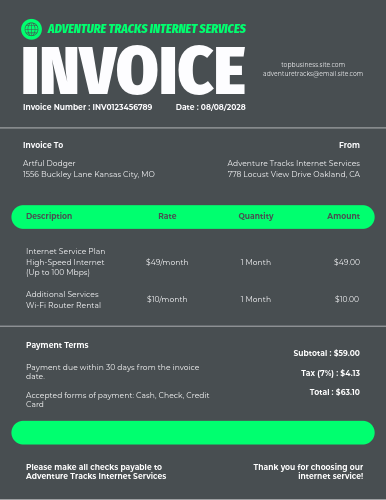 ADVENTURE TRACKS INTERNET SERVICES
INVOICE
topbusiness.site.com
adventuretracks@email.site.com
Invoice Number : INV0123456789 Date : 08/08/2028
Invoice To From
Artful Dodger Adventure Tracks Internet Services
1556 Buckley Lane Kansas City, MO 778 Locust View Drive Oakland, CA
Description Rate Quantity Amount
Internet Service Plan
High-Speed Internet $49/month 1 Month $49.00
(Up to 100 Mbps)
Additional Services
Wi-Fi Router Rental $10/month 1 Month $10.00
Payment Terms
Payment due within 30 days from the invoice
date.
Accepted forms of payment: Cash, Check, Credit
Card
Subtotal : $59.00
Tax (7%) : $4.13
Total : $63.10
Please make all checks payable to
Adventure Tracks Internet Services
Thank you for choosing our
internet service!